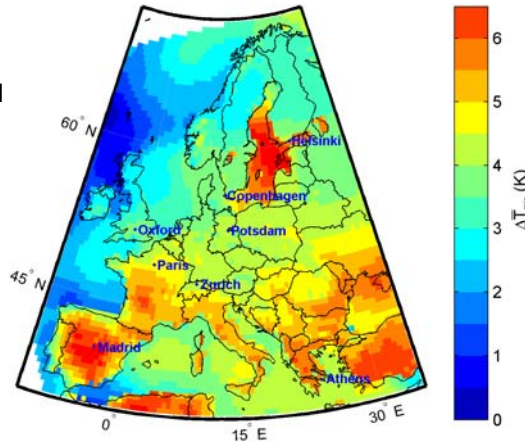 60° N
45° N
0°
15° E
30° E
Helsinki
Copenhagen
Oxford
Potsdam
Paris
Zurich
Madrid
Athens
6
5
4
3
2
1
0
(K)